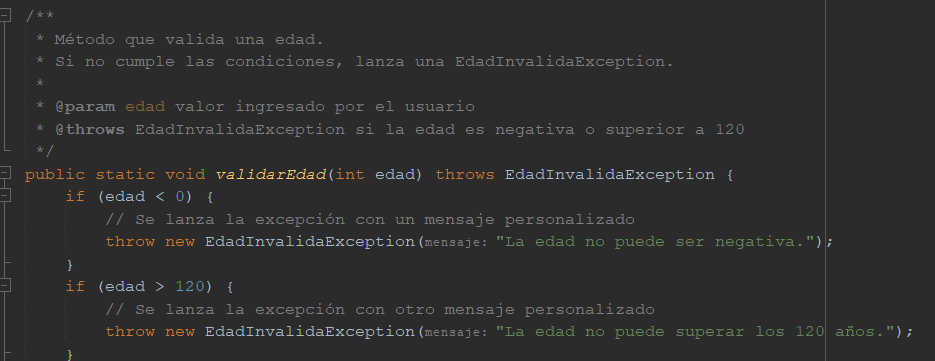 /**
 * Método que valida una edad.
 * Si no cumple las condiciones, lanza una EdadInvalidaException.
 *
 * @param edad valor ingresado por el usuario
 * @throws EdadInvalidaException si la edad es negativa o superior a 120
 */
public static void validarEdad(int edad) throws EdadInvalidaException {
    if (edad < 0) {
        // Se lanza la excepción con un mensaje personalizado
        throw new EdadInvalidaException( mensaje: "La edad no puede ser negativa.");
    }
    if (edad > 120) {
        // Se lanza la excepción con otro mensaje personalizado
        throw new EdadInvalidaException( mensaje: "La edad no puede superar los 120 años.");
    }